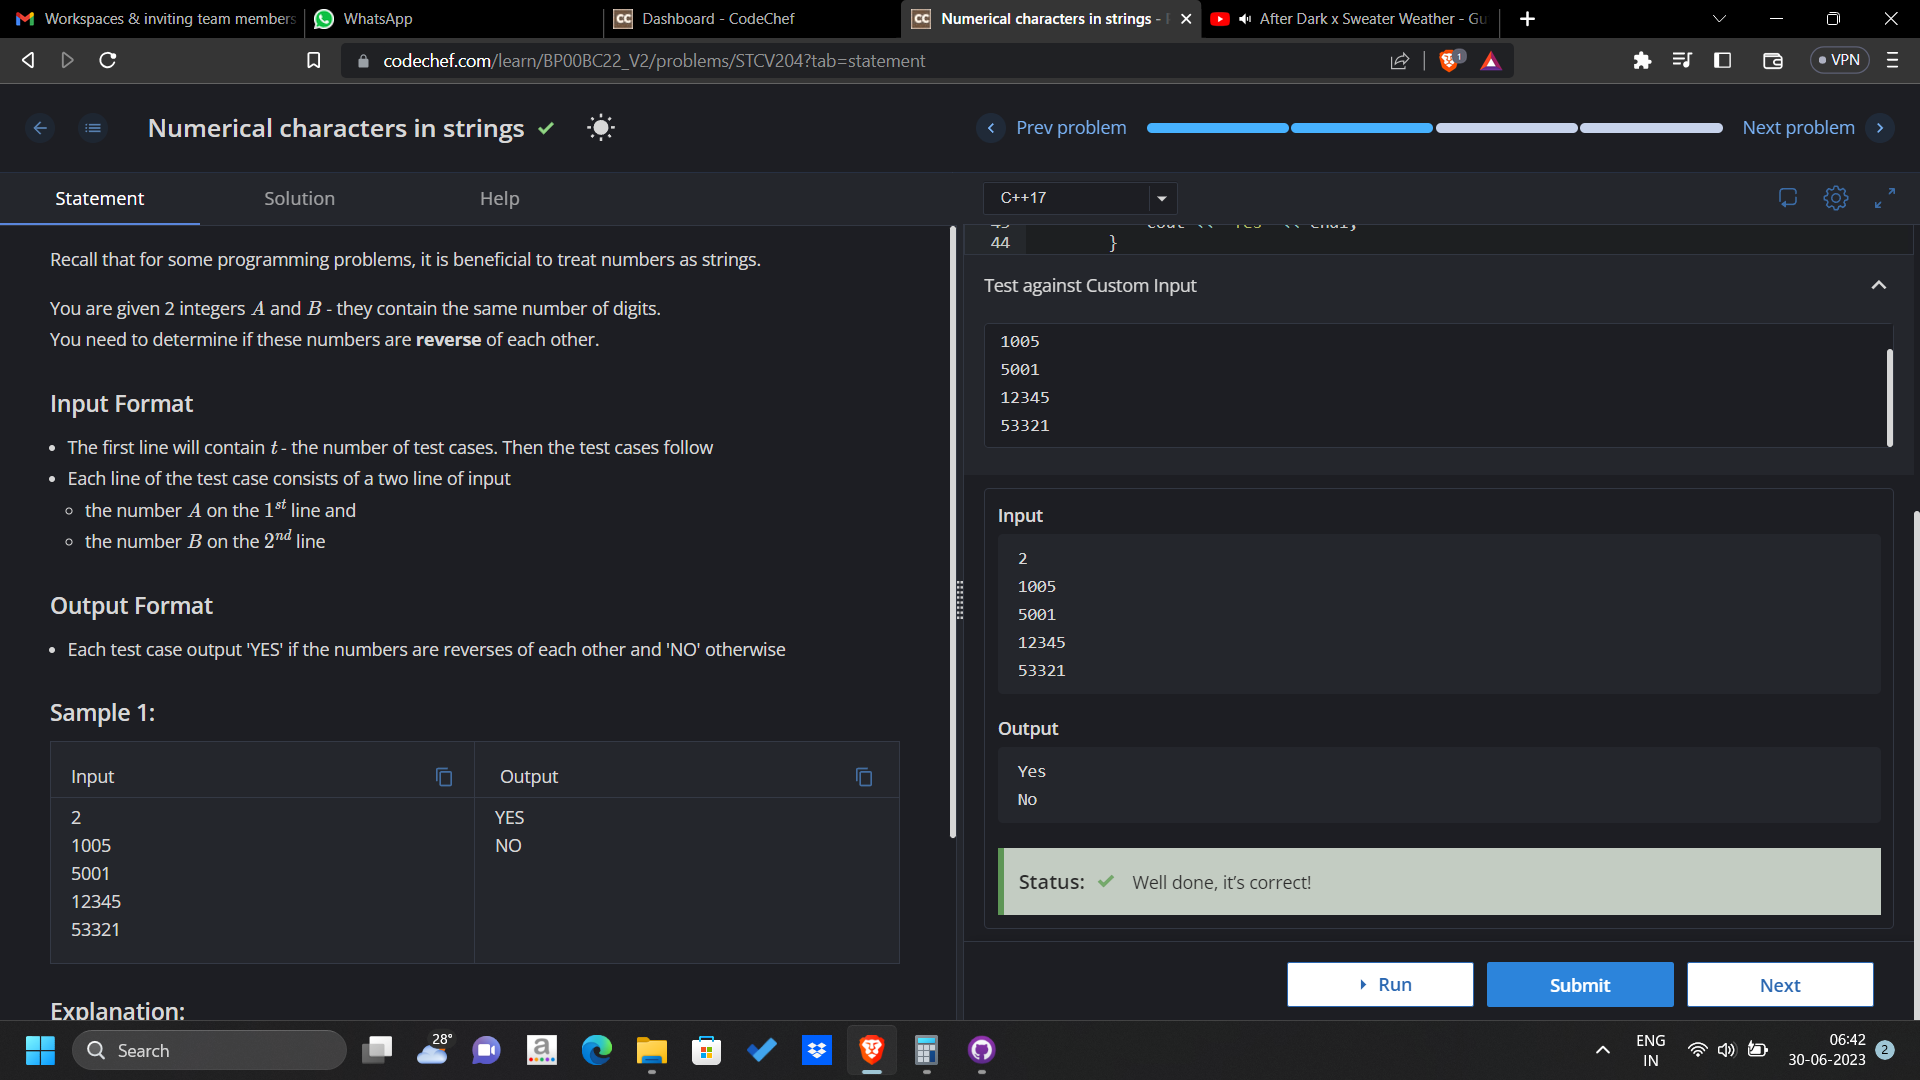 Workspaces & inviting team members
WhatsApp
Dashboard - CodeChef
Numerical characters in strings -
After Dark x Sweater Weather - Gu
codechef.com/learn/BP00BC22_V2/problems/STCV204?tab=statement
1
VPN
Numerical characters in strings
Prev problem
Next problem
Statement
Solution
Help
C++17
Recall that for some programming problems, it is beneficial to treat numbers as strings.
You are given 2 integers A and B - they contain the same number of digits.
You need to determine if these numbers are reverse of each other.
Input Format
The first line will contain t - the number of test cases. Then the test cases follow
Each line of the test case consists of a two line of input
the number A on the 1st line and
the number B on the 2nd line
Output Format
Each test case output 'YES' if the numbers are reverses of each other and 'NO' otherwise
Sample 1:
Input
Output
2
1005
5001
12345
53321
YES
NO
Explanation:
44 }
Test against Custom Input
1005
5001
12345
53321
Input
2
1005
5001
12345
53321
Output
Yes
No
Status: Well done, it's correct!
Run
Submit
Next
Search
28°
a
ENG
IN
06:42
30-06-2023
2